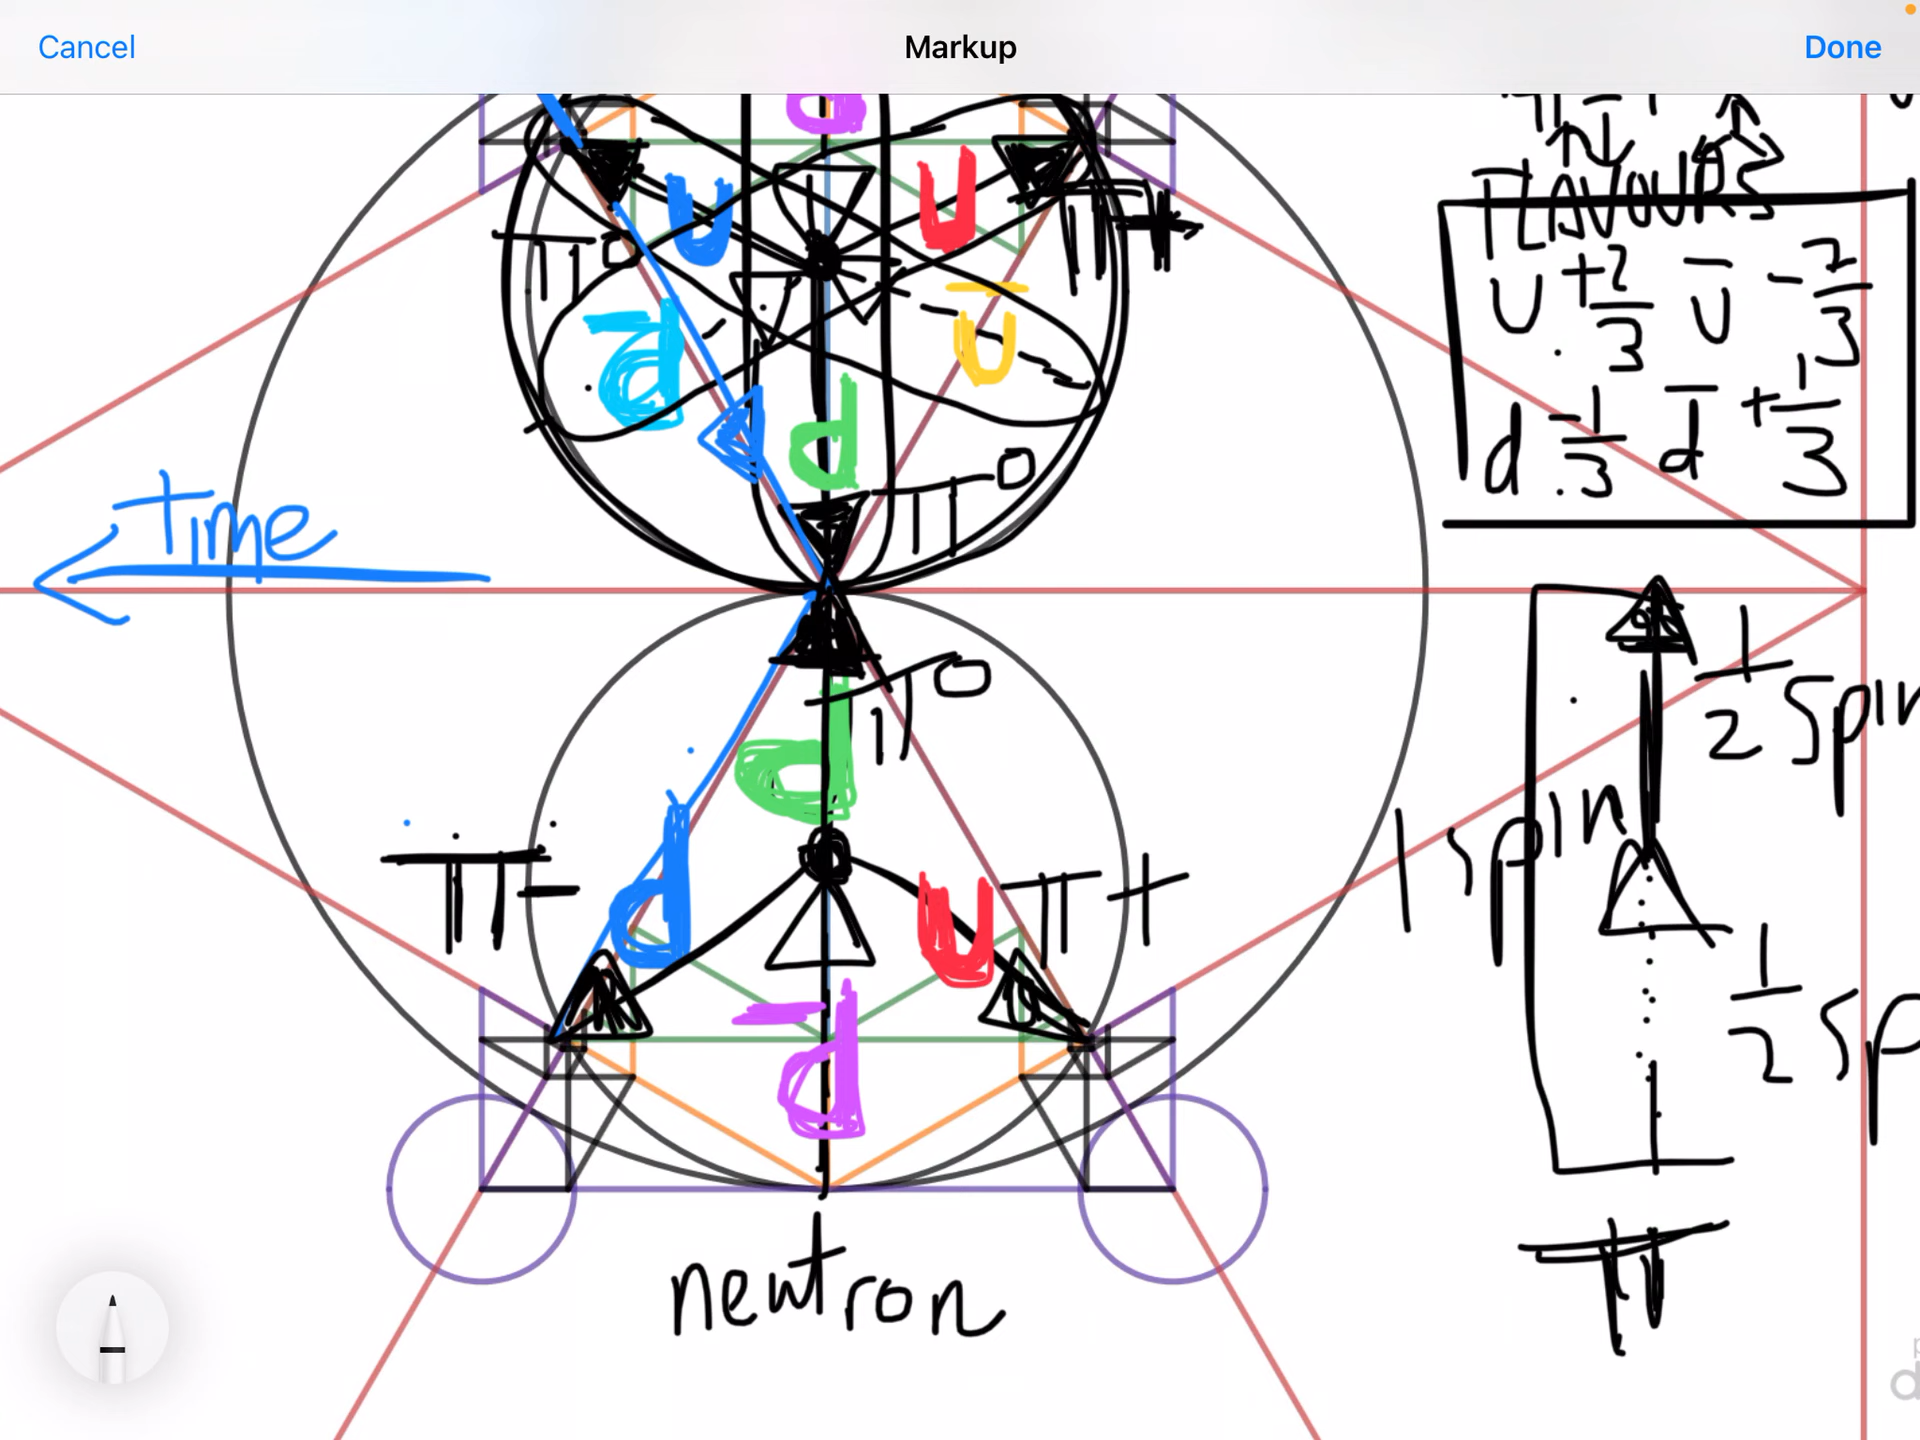 Cancel Markup Done
FLAVOURS
U +2/3 Ū -2/3
d -1/3 d̄ +1/3
U U
π⁰ π+
d̄ Ū
d
time
π⁰
π⁰
d
π- d U π+
d̄
neutron
1/2 Spin
1 Spin
1/2 Sp
π